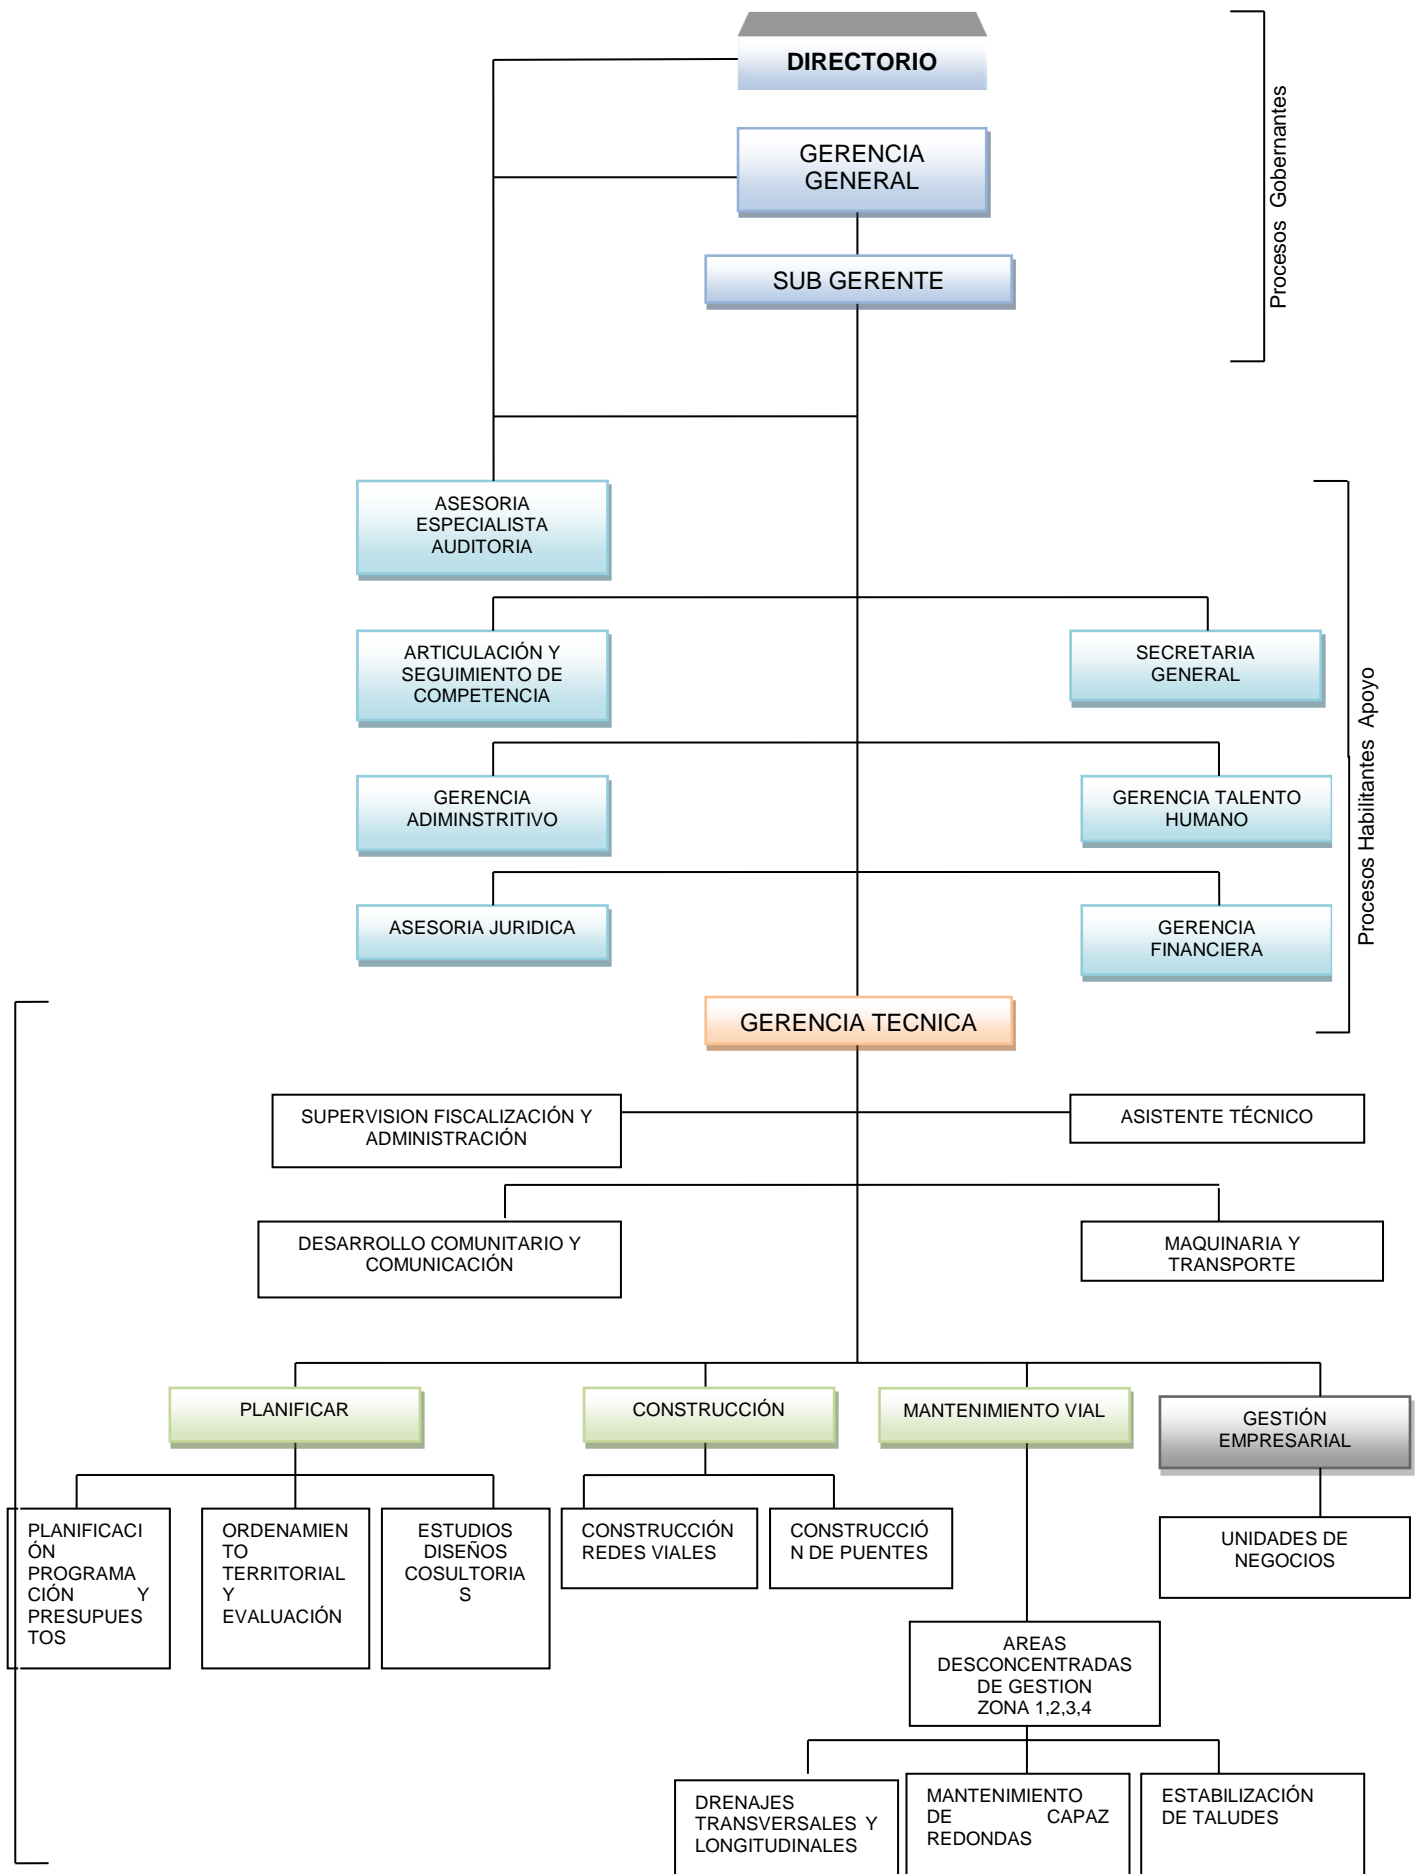 DIRECTORIO
GERENCIA
GENERAL
SUB GERENTE
Procesos Gobernantes
ASESORIA
ESPECIALISTA
AUDITORIA
ARTICULACIÓN Y
SEGUIMIENTO DE
COMPETENCIA
SECRETARIA
GENERAL
GERENCIA
ADIMINSTRITIVO
GERENCIA TALENTO
HUMANO
ASESORIA JURIDICA
GERENCIA
FINANCIERA
Procesos Habilitantes Apoyo
GERENCIA TECNICA
SUPERVISION FISCALIZACIÓN Y
ADMINISTRACIÓN
ASISTENTE TÉCNICO
DESARROLLO COMUNITARIO Y
COMUNICACIÓN
MAQUINARIA Y
TRANSPORTE
PLANIFICAR
CONSTRUCCIÓN
MANTENIMIENTO VIAL
GESTIÓN
EMPRESARIAL
PLANIFICACI
ÓN
PROGRAMA
CIÓN Y
PRESUPUES
TOS
ORDENAMIEN
TO
TERRITORIAL
Y
EVALUACIÓN
ESTUDIOS
DISEÑOS
COSULTORIA
S
CONSTRUCCIÓN
REDES VIALES
CONSTRUCCIÓ
N DE PUENTES
UNIDADES DE
NEGOCIOS
AREAS
DESCONCENTRADAS
DE GESTION
ZONA 1,2,3,4
DRENAJES
TRANSVERSALES Y
LONGITUDINALES
MANTENIMIENTO
DE CAPAZ
REDONDAS
ESTABILIZACIÓN
DE TALUDES